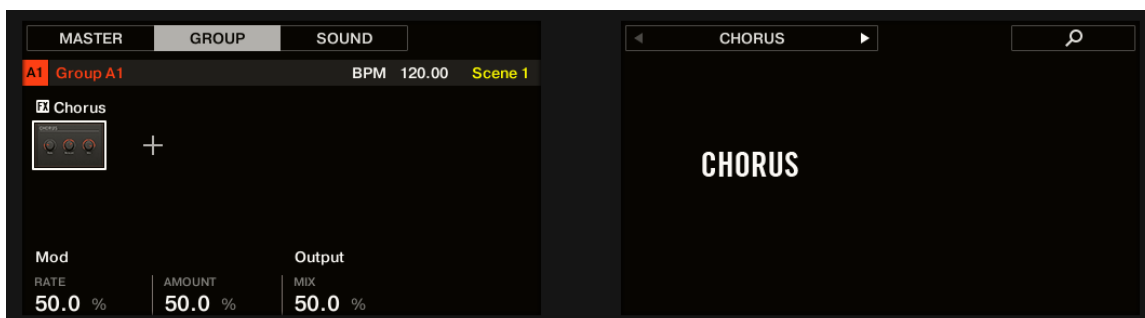 MASTER GROUP SOUND
A1 Group A1 BPM 120.00 Scene 1
FX Chorus
CHORUS
Mod Output
RATE AMOUNT MIX
50.0 % 50.0 % 50.0 %
CHORUS
CHORUS